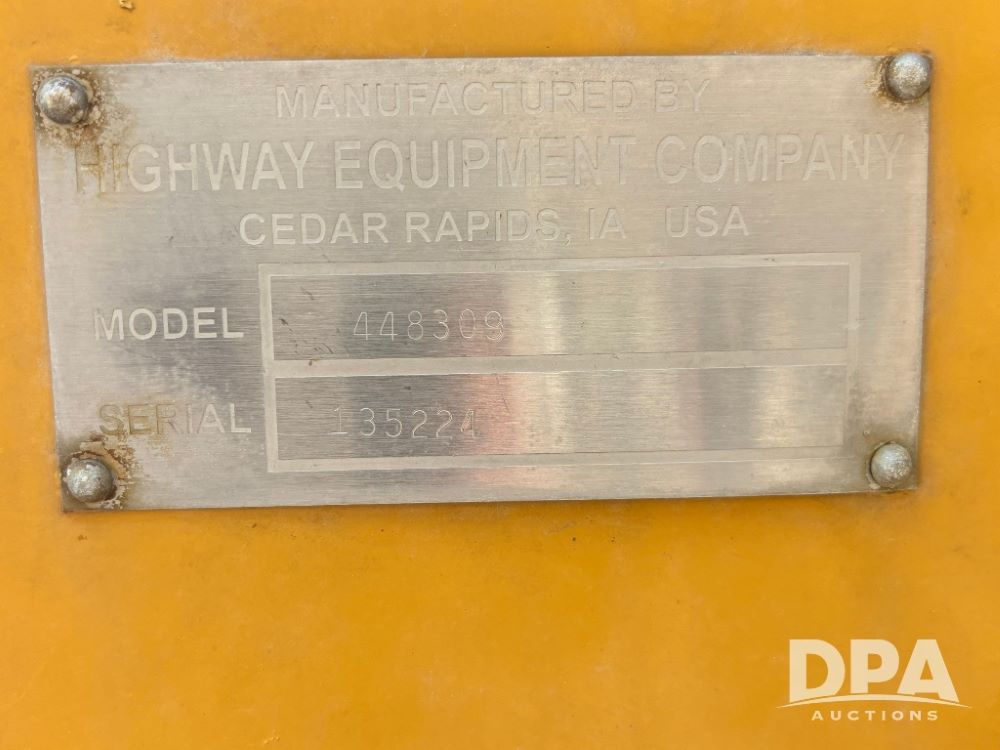 MANUFACTURED BY
HIGHWAY EQUIPMENT COMPANY
CEDAR RAPIDS, IA USA
MODEL 448309
SERIAL 135224
DPA
AUCTIONS